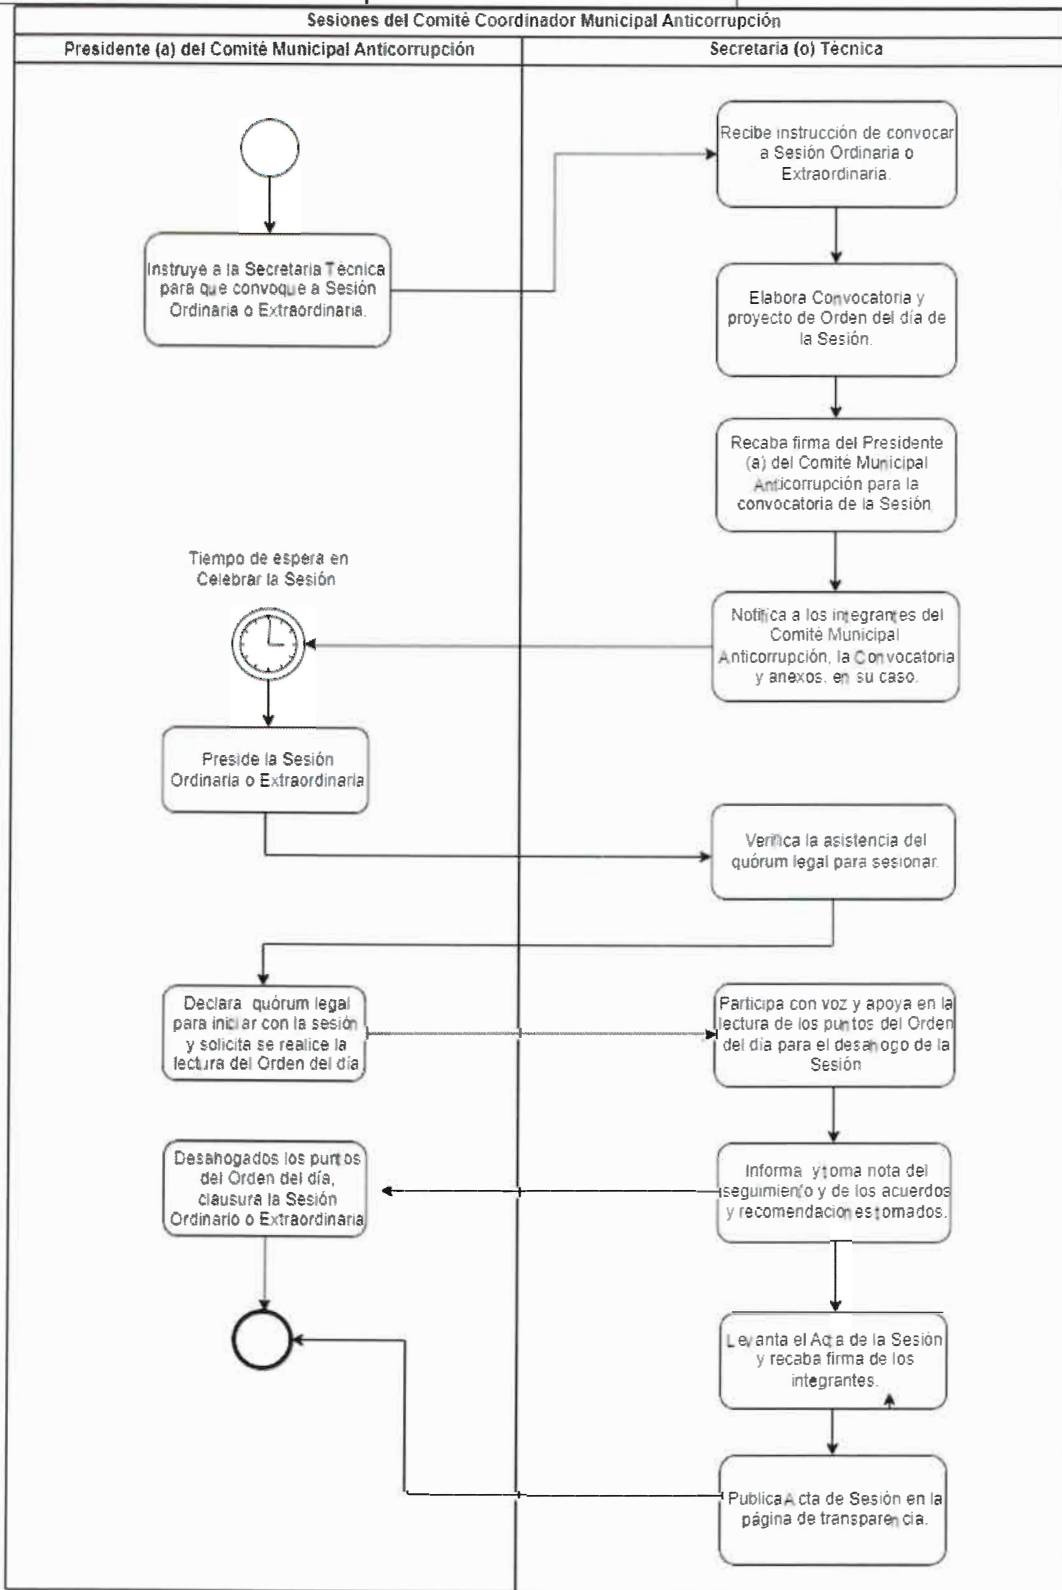 Sesiones del Comité Coordinador Municipal Anticorrupción
Presidente (a) del Comité Municipal Anticorrupción
Secretaria (o) Técnica
Recibe instrucción de convocar
a Sesión Ordinaria o
Extraordinaria.
Instruye a la Secretaria Técnica
para que convoque a Sesión
Ordinaria o Extraordinaria.
Elabora Convocatoria y
proyecto de Orden del día de
la Sesión.
Recaba firma del Presidente
(a) del Comité Municipal
Anticorrupción para la
convocatoria de la Sesión
Tiempo de espera en
Celebrar la Sesión
Notifica a los integrantes del
Comité Municipal
Anticorrupción, la Convocatoria
y anexos. en su caso.
Preside la Sesión
Ordinaria o Extraordinaria
Verifica la asistencia del
quórum legal para sesionar.
Declara quórum legal
para iniciar con la sesión
y solicita se realice la
lectura del Orden del día
Participa con voz y apoya en la
lectura de los puntos del Orden
del día para el desahogo de la
Sesión
Desahogados los puntos
del Orden del día,
clausura la Sesión
Ordinario o Extraordinaria
Informa y toma nota del
seguimiento y de los acuerdos
y recomendaciones tomados.
Levanta el Acta de la Sesión
y recaba firma de los
integrantes.
Publica Acta de Sesión en la
página de transparencia.